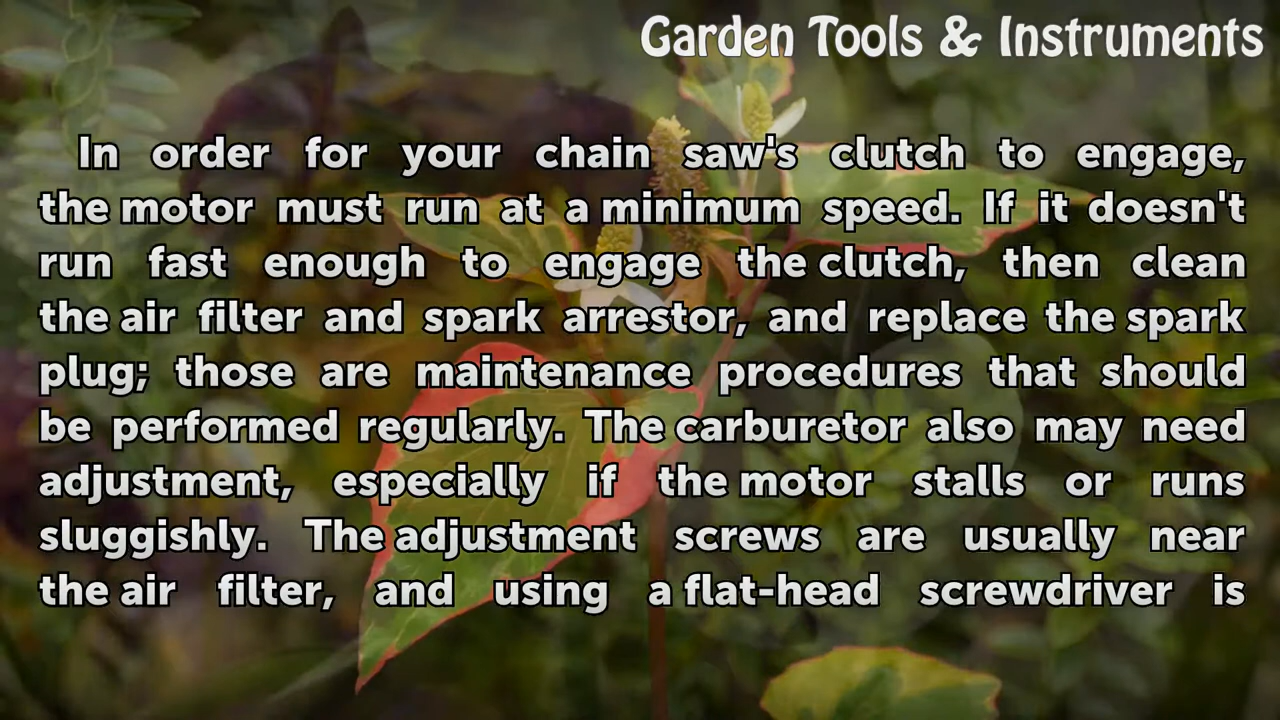 Garden Tools & Instruments
In order for your chain saw's clutch to engage,
the motor must run at a minimum speed. If it doesn't
run fast enough to engage the clutch, then clean
the air filter and spark arrestor, and replace the spark
plug; those are maintenance procedures that should
be performed regularly. The carburetor also may need
adjustment, especially if the motor stalls or runs
sluggishly. The adjustment screws are usually near
the air filter, and using a flat-head screwdriver is